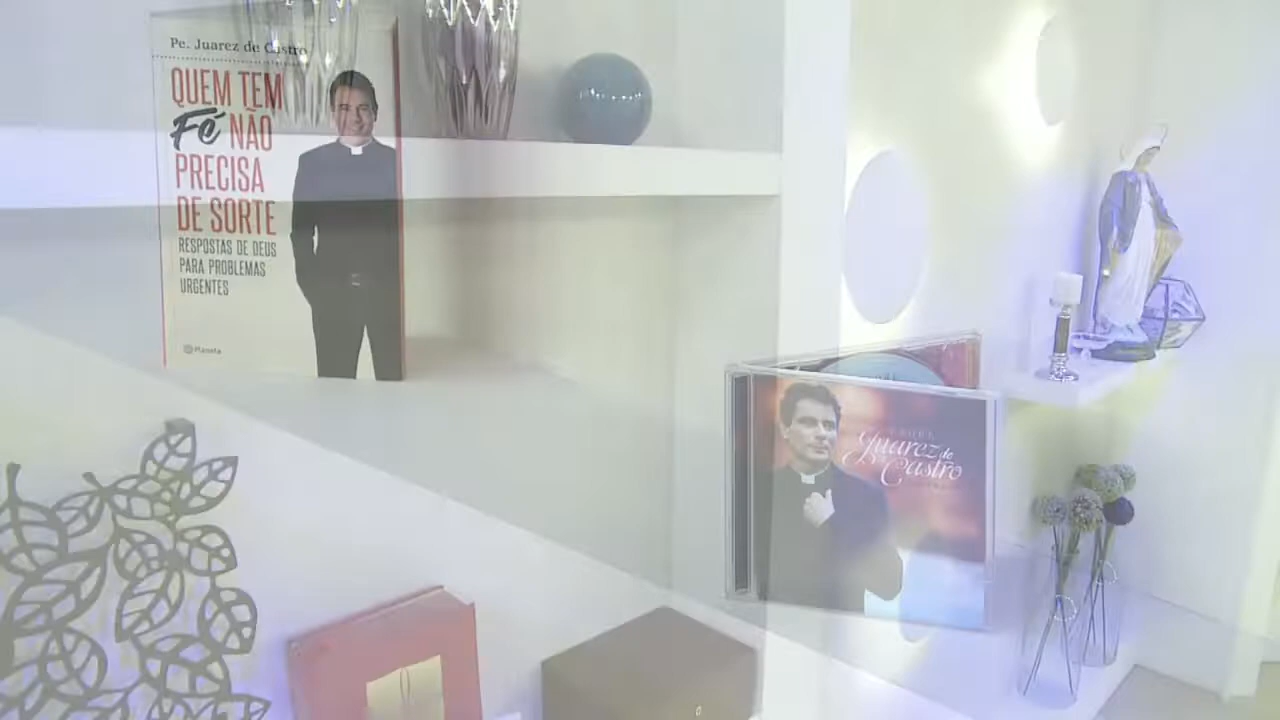 Pe. Juarez de Castro
QUEM TEM
Fé NÃO
PRECISA
DE SORTE
RESPOSTAS DE DEUS
PARA PROBLEMAS
URGENTES
Planeta
PADRE
Juarez de
Castro